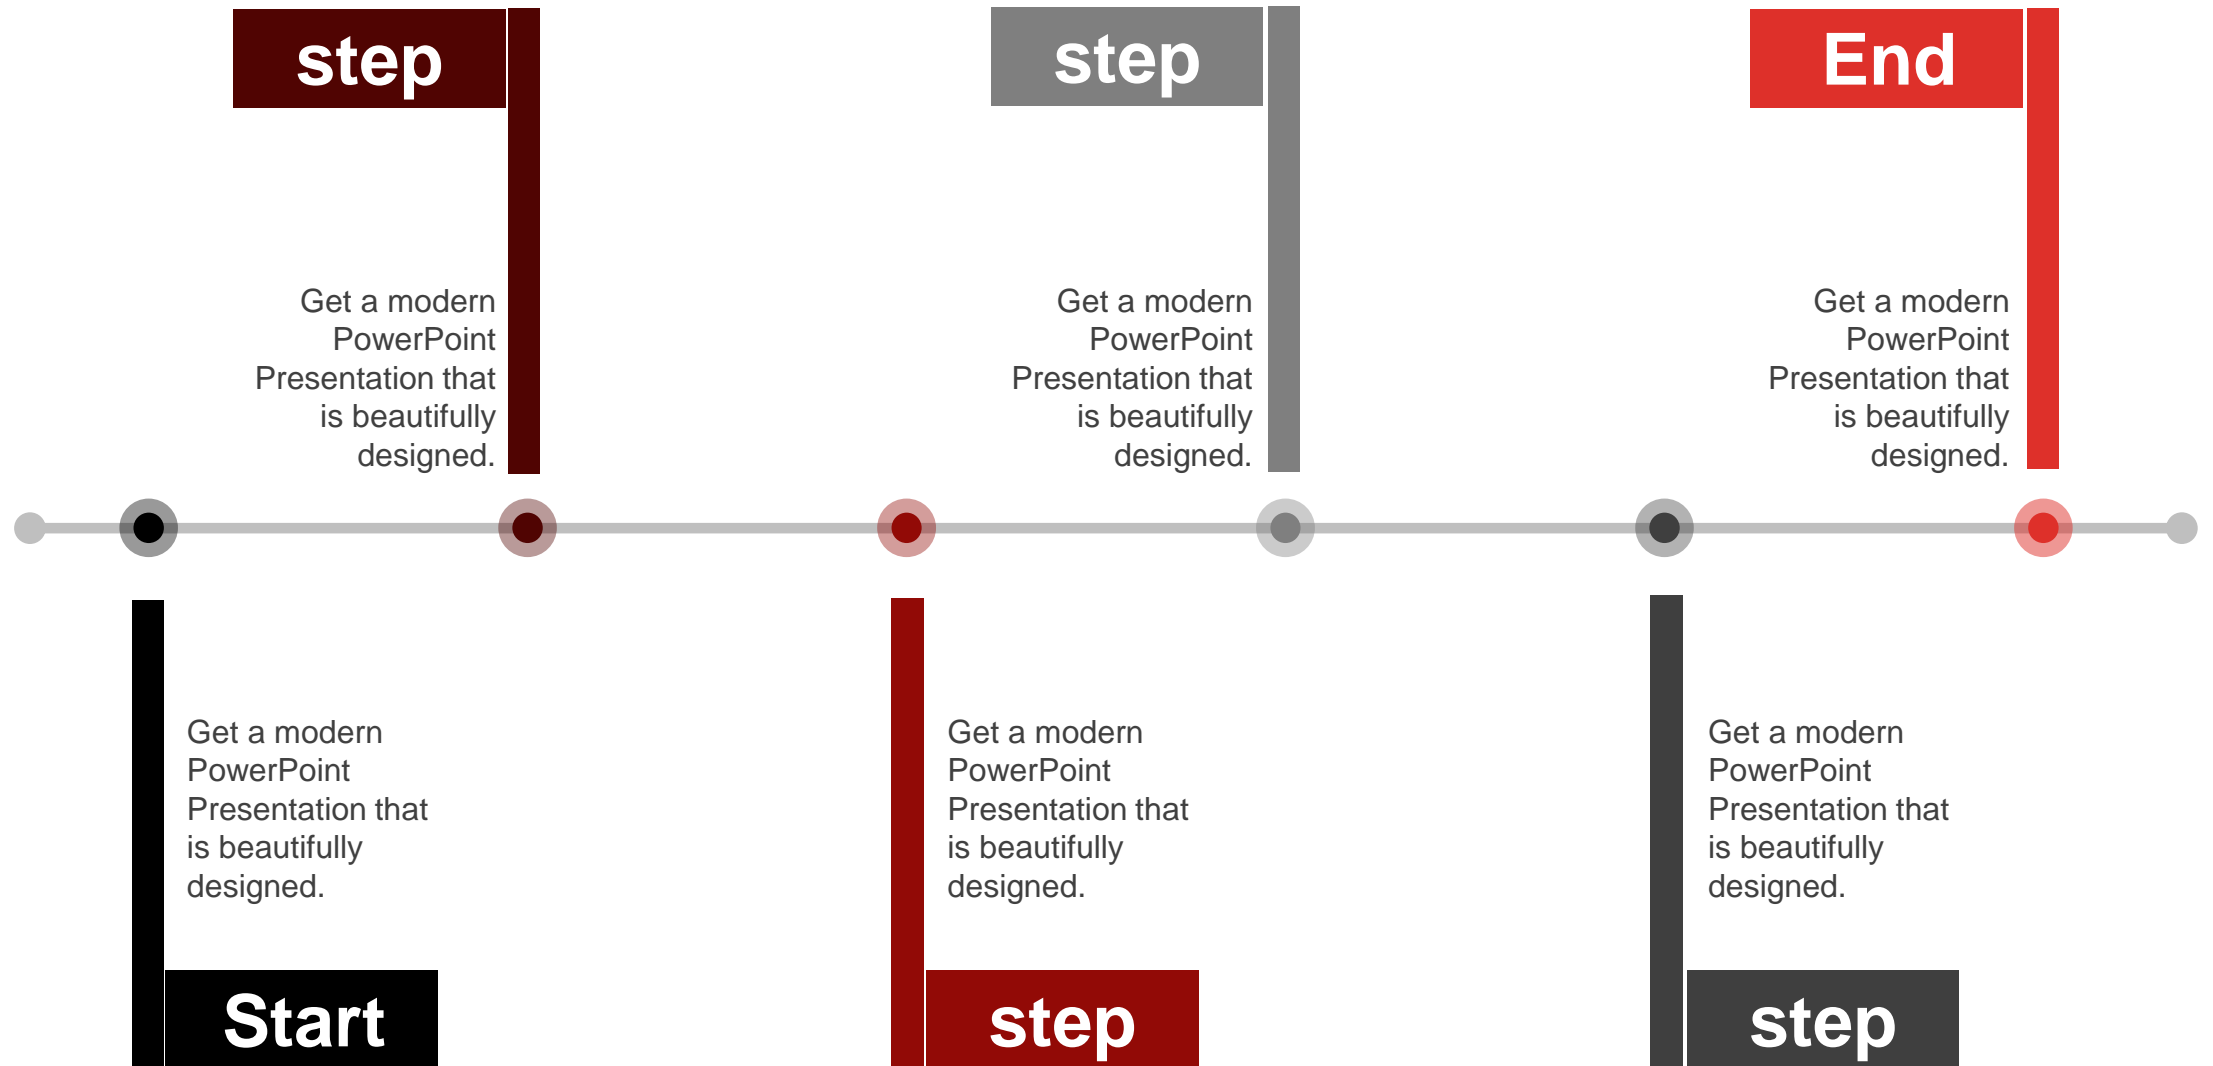 step
step
End
Get a modern
PowerPoint
Presentation that
is beautifully
designed.
Get a modern
PowerPoint
Presentation that
is beautifully
designed.
Get a modern
PowerPoint
Presentation that
is beautifully
designed.
Get a modern
PowerPoint
Presentation that
is beautifully
designed.
Get a modern
PowerPoint
Presentation that
is beautifully
designed.
Get a modern
PowerPoint
Presentation that
is beautifully
designed.
Start
step
step